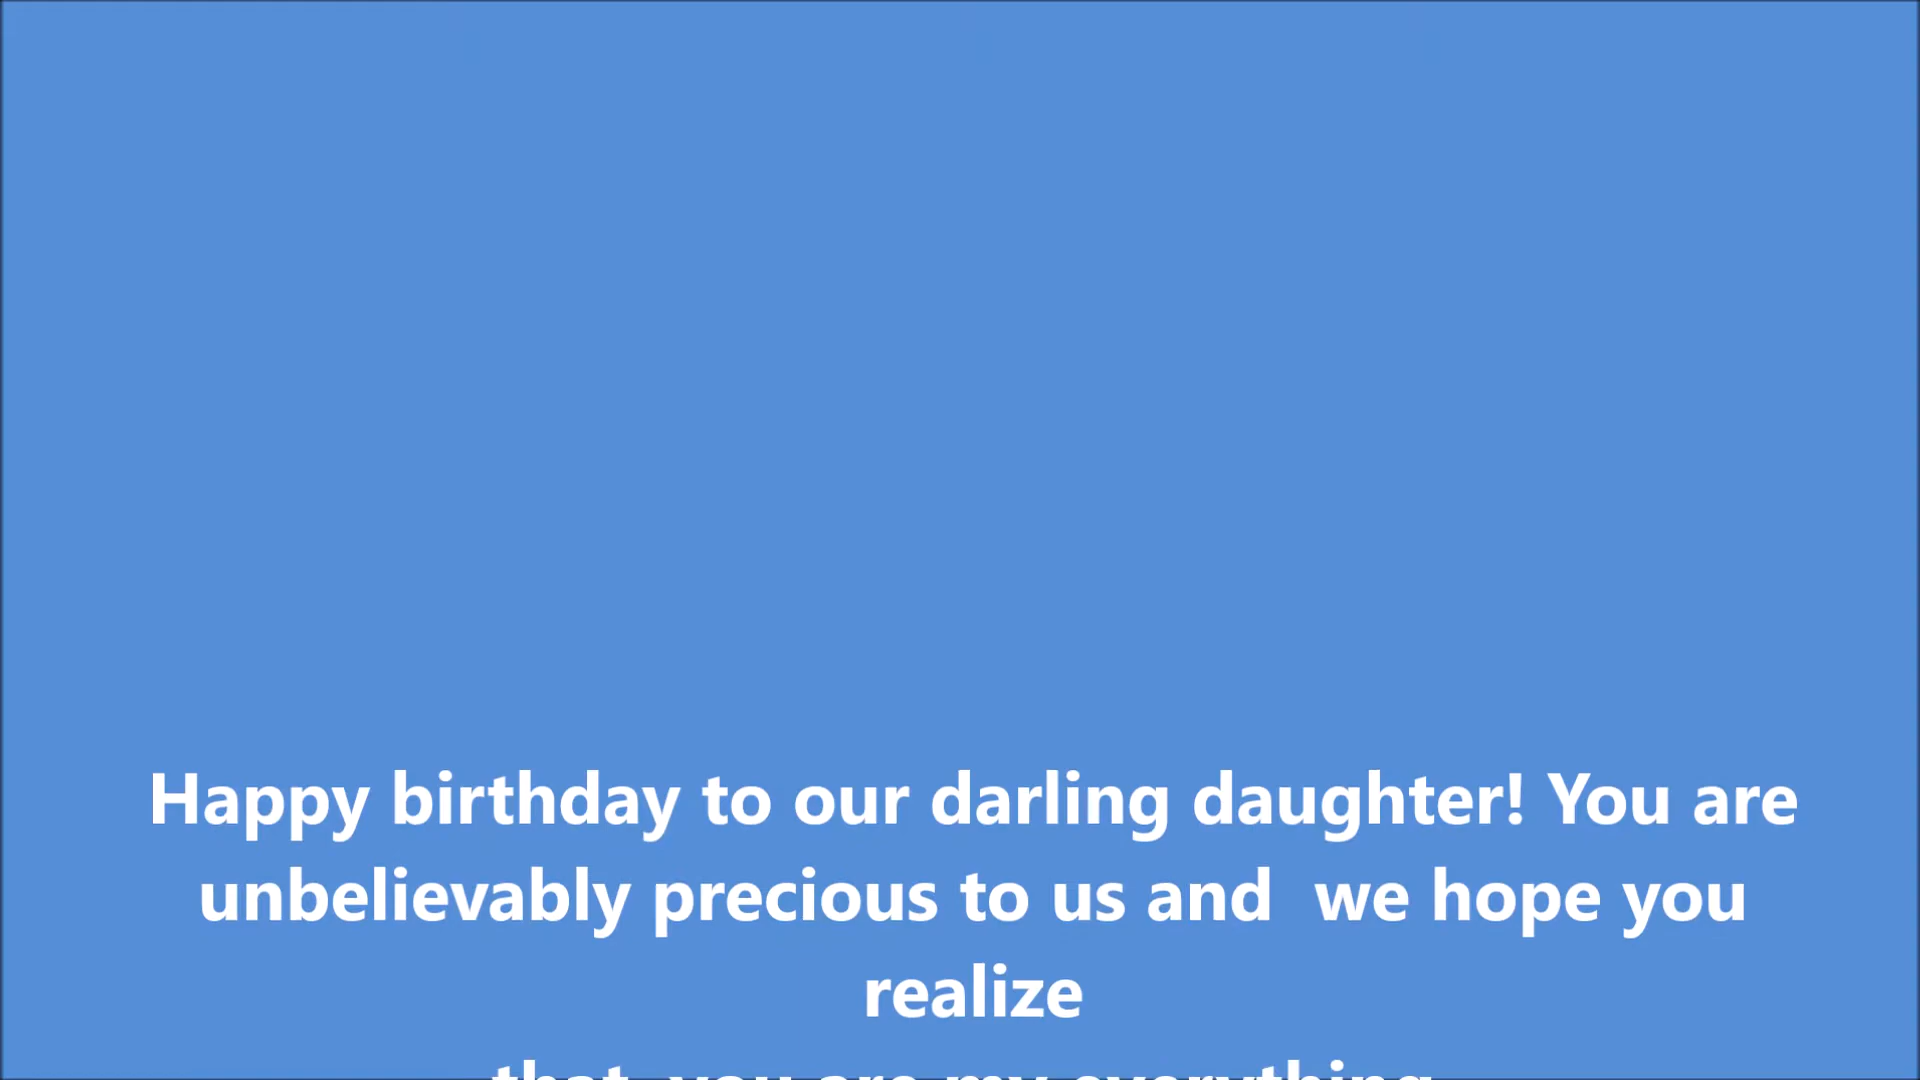 Happy birthday to our darling daughter! You are
unbelievably precious to us and  we hope you
realize
that  you are my everything